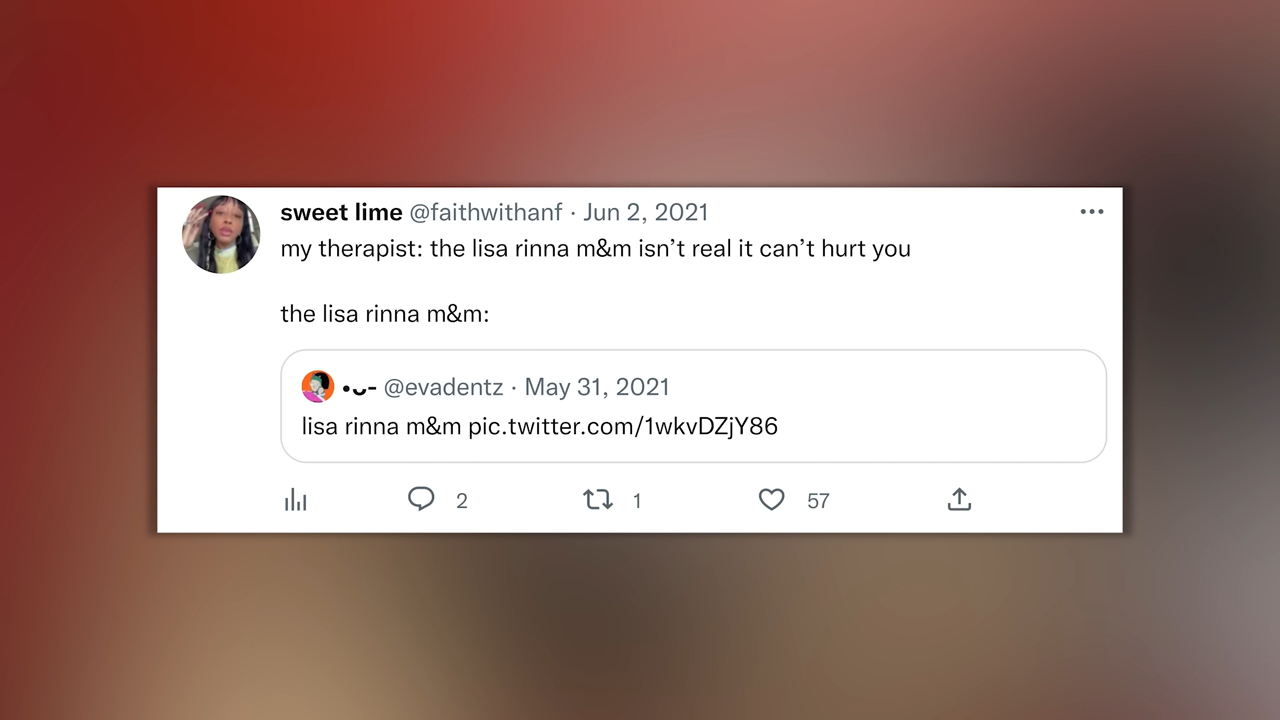 sweet lime @faithwithanf · Jun 2, 2021
my therapist: the lisa rinna m&m isn’t real it can’t hurt you
the lisa rinna m&m:
•ᴗ- @evadentz · May 31, 2021
lisa rinna m&m pic.twitter.com/1wkvDZjY86
2 1 57